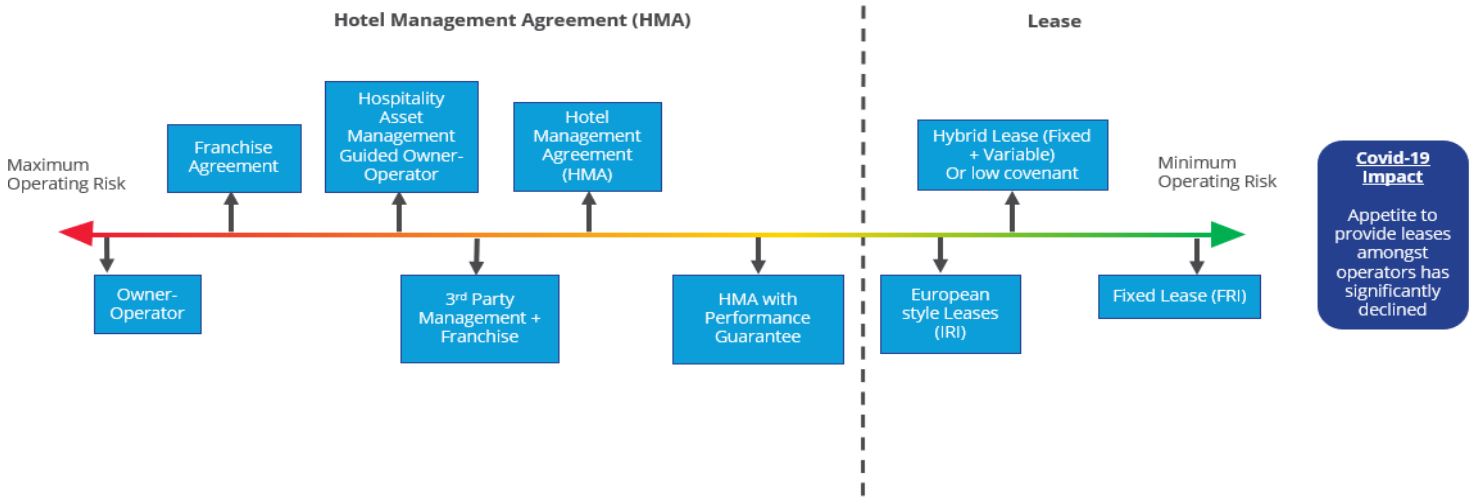 Hotel Management Agreement (HMA)
Lease
Maximum
Operating Risk
Franchise
Agreement
Hospitality
Asset
Management
Guided Owner-
Operator
Hotel
Management
Agreement
(HMA)
Hybrid Lease (Fixed
+ Variable)
Or low covenant
Minimum
Operating Risk
Owner-
Operator
3rd Party
Management +
Franchise
HMA with
Performance
Guarantee
European
style Leases
(IRI)
Fixed Lease (FRI)
Covid-19
Impact
Appetite to
provide leases
amongst
operators has
significantly
declined